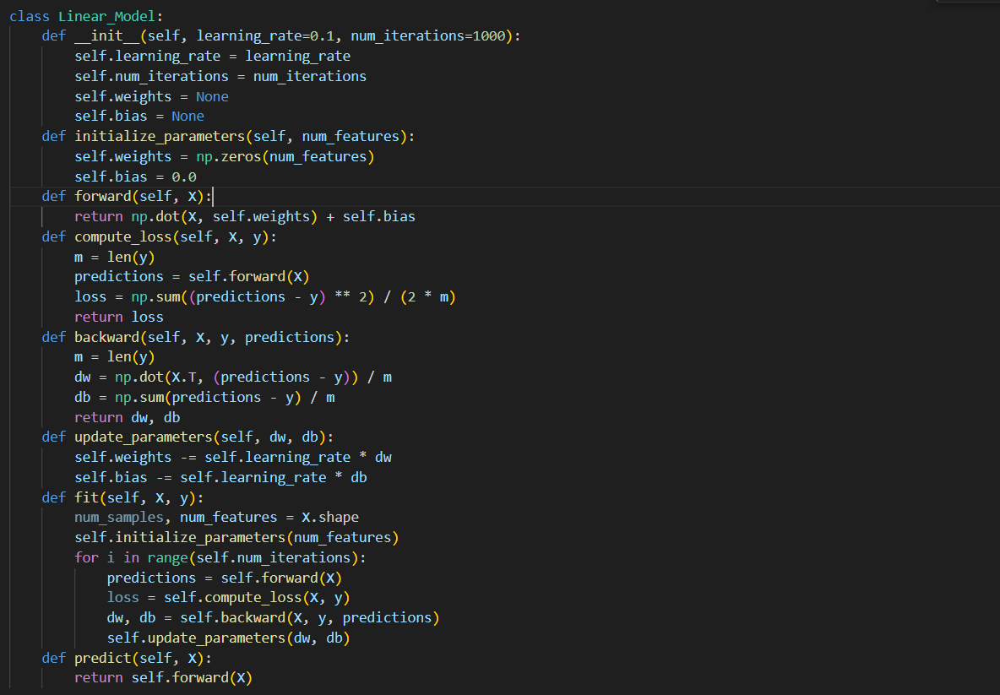 class Linear_Model:
    def __init__(self, learning_rate=0.1, num_iterations=1000):
        self.learning_rate = learning_rate
        self.num_iterations = num_iterations
        self.weights = None
        self.bias = None
    def initialize_parameters(self, num_features):
        self.weights = np.zeros(num_features)
        self.bias = 0.0
    def forward(self, X):
        return np.dot(X, self.weights) + self.bias
    def compute_loss(self, X, y):
        m = len(y)
        predictions = self.forward(X)
        loss = np.sum((predictions - y) ** 2) / (2 * m)
        return loss
    def backward(self, X, y, predictions):
        m = len(y)
        dw = np.dot(X.T, (predictions - y)) / m
        db = np.sum(predictions - y) / m
        return dw, db
    def update_parameters(self, dw, db):
        self.weights -= self.learning_rate * dw
        self.bias -= self.learning_rate * db
    def fit(self, X, y):
        num_samples, num_features = X.shape
        self.initialize_parameters(num_features)
        for i in range(self.num_iterations):
            predictions = self.forward(X)
            loss = self.compute_loss(X, y)
            dw, db = self.backward(X, y, predictions)
            self.update_parameters(dw, db)
    def predict(self, X):
        return self.forward(X)